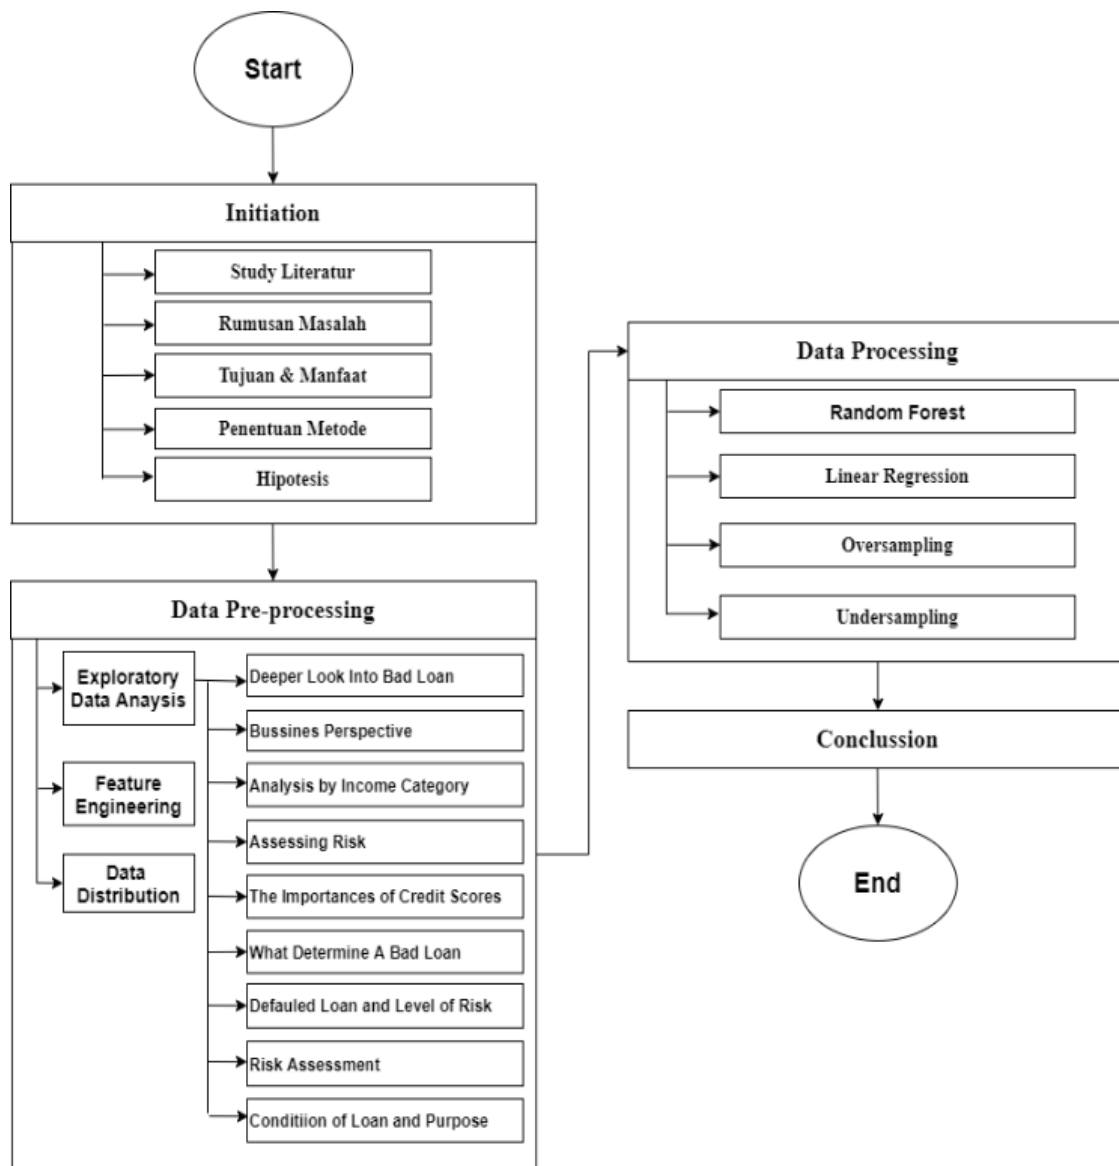 Start
Initiation
Study Literatur
Rumusan Masalah
Tujuan & Manfaat
Penentuan Metode
Hipotesis
Data Pre-processing
Exploratory
Data Anaysis
Feature
Engineering
Data
Distribution
Deeper Look Into Bad Loan
Bussines Perspective
Analysis by Income Category
Assessing Risk
The Importances of Credit Scores
What Determine A Bad Loan
Defauled Loan and Level of Risk
Risk Assessment
Conditiion of Loan and Purpose
Data Processing
Random Forest
Linear Regression
Oversampling
Undersampling
Conclussion
End